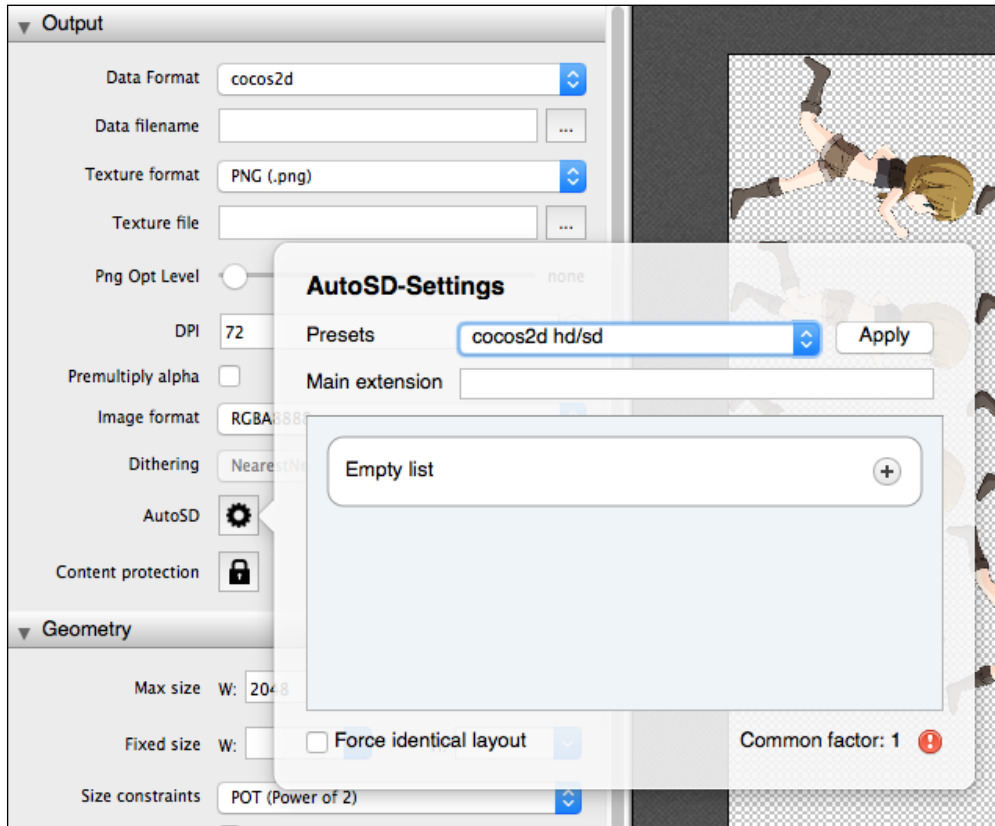 Output
Data Format cocos2d
Data filename ...
Texture format PNG (.png)
Texture file ...
Png Opt Level none
DPI 72
Premultiply alpha
Image format RGBA8888
Dithering
AutoSD
Content protection
Geometry
Max size W: 2048
Fixed size W:
Size constraints POT (Power of 2)
AutoSD-Settings
Presets cocos2d hd/sd Apply
Main extension
Empty list +
Force identical layout Common factor: 1 !